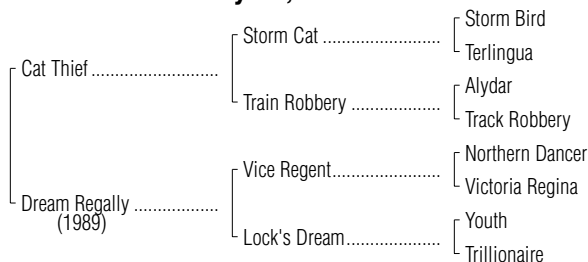 Storm Bird
Storm Cat ........................
Terlingua
Cat Thief ..........................
Alydar
Train Robbery ..................
Track Robbery
Northern Dancer
Vice Regent......................
Victoria Regina
Dream Regally .................
(1989)
Youth
Lock's Dream...................
Trillionaire